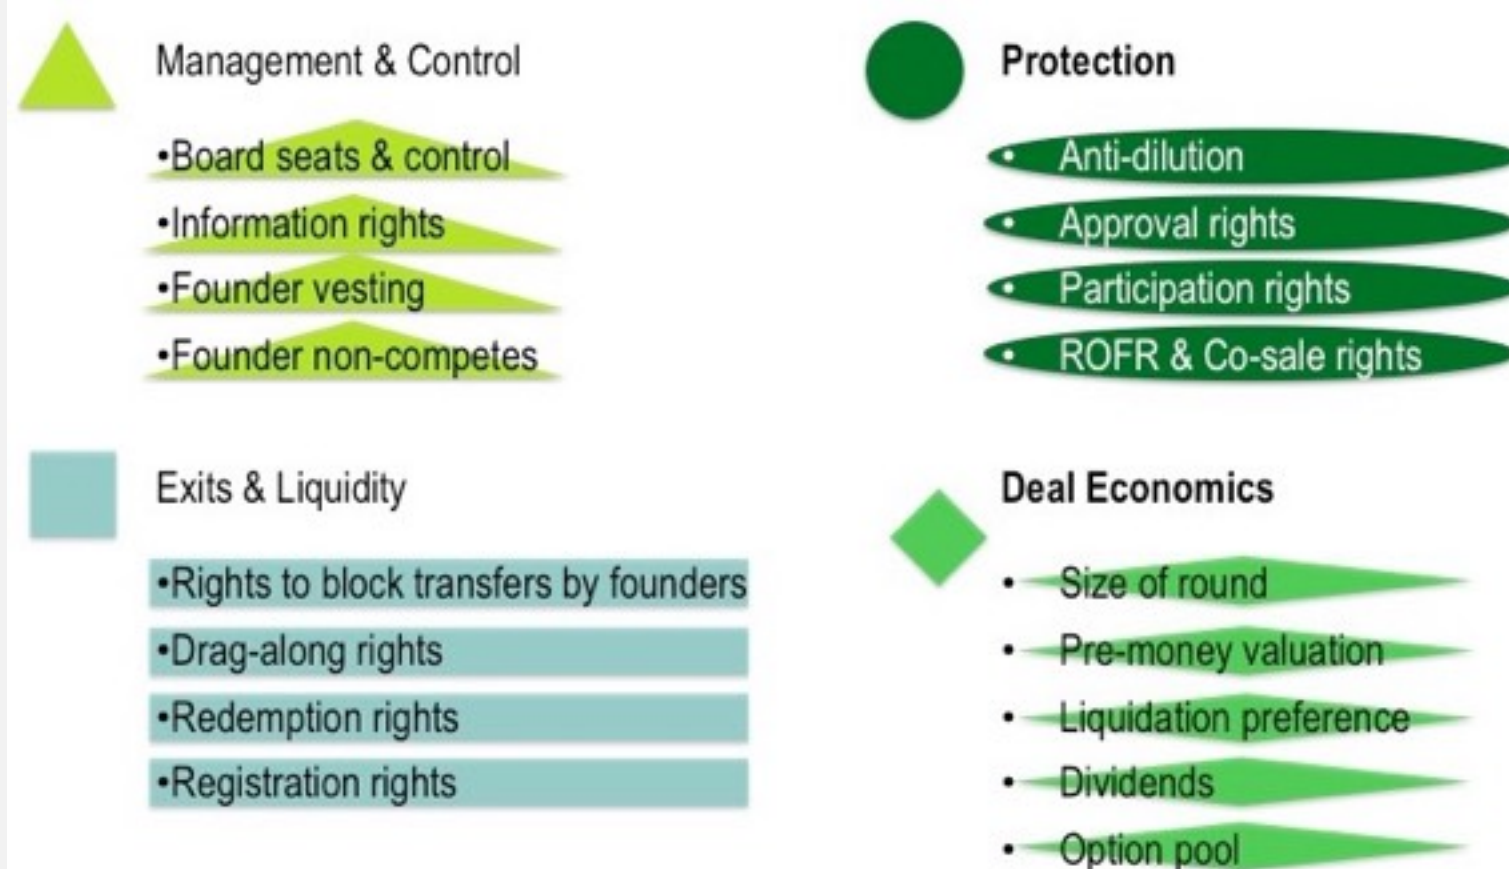 Management & Control
•Board seats & control
•Information rights
•Founder vesting
•Founder non-competes
Protection
• Anti-dilution
• Approval rights
• Participation rights
• ROFR & Co-sale rights
Exits & Liquidity
•Rights to block transfers by founders
•Drag-along rights
•Redemption rights
•Registration rights
Deal Economics
• Size of round
• Pre-money valuation
• Liquidation preference
• Dividends
• Option pool